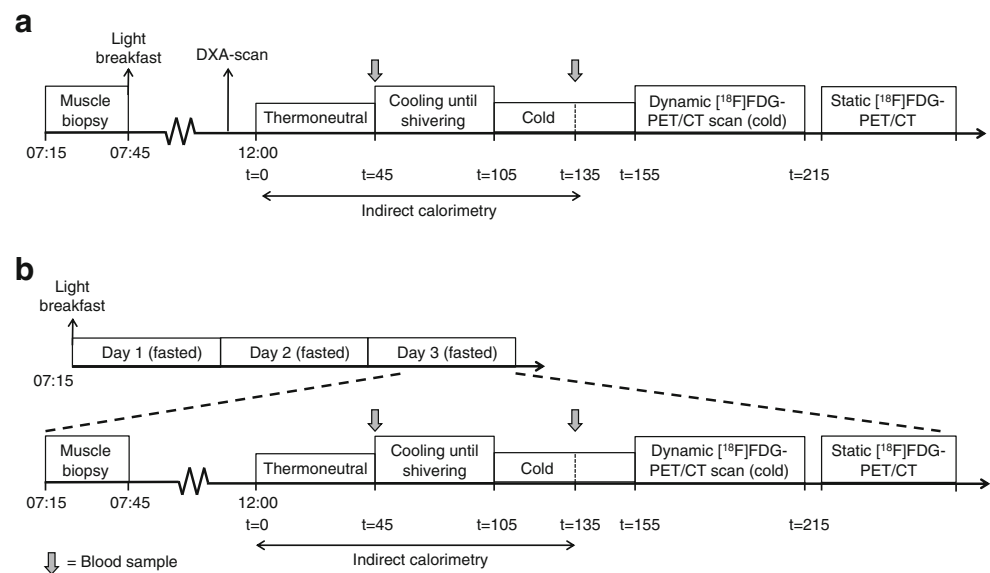 a
Light
breakfast
DXA-scan
Muscle
biopsy
Thermoneutral
Cooling until
shivering
Cold
Dynamic [¹⁸F]FDG-
PET/CT scan (cold)
Static [¹⁸F]FDG-
PET/CT
07:15
07:45
12:00
t=0
t=45
t=105
t=135
t=155
t=215
Indirect calorimetry
b
Light
breakfast
Day 1 (fasted)
Day 2 (fasted)
Day 3 (fasted)
07:15
Muscle
biopsy
Thermoneutral
Cooling until
shivering
Cold
Dynamic [¹⁸F]FDG-
PET/CT scan (cold)
Static [¹⁸F]FDG-
PET/CT
07:15
07:45
12:00
t=0
t=45
t=105
t=135
t=155
t=215
Indirect calorimetry
= Blood sample